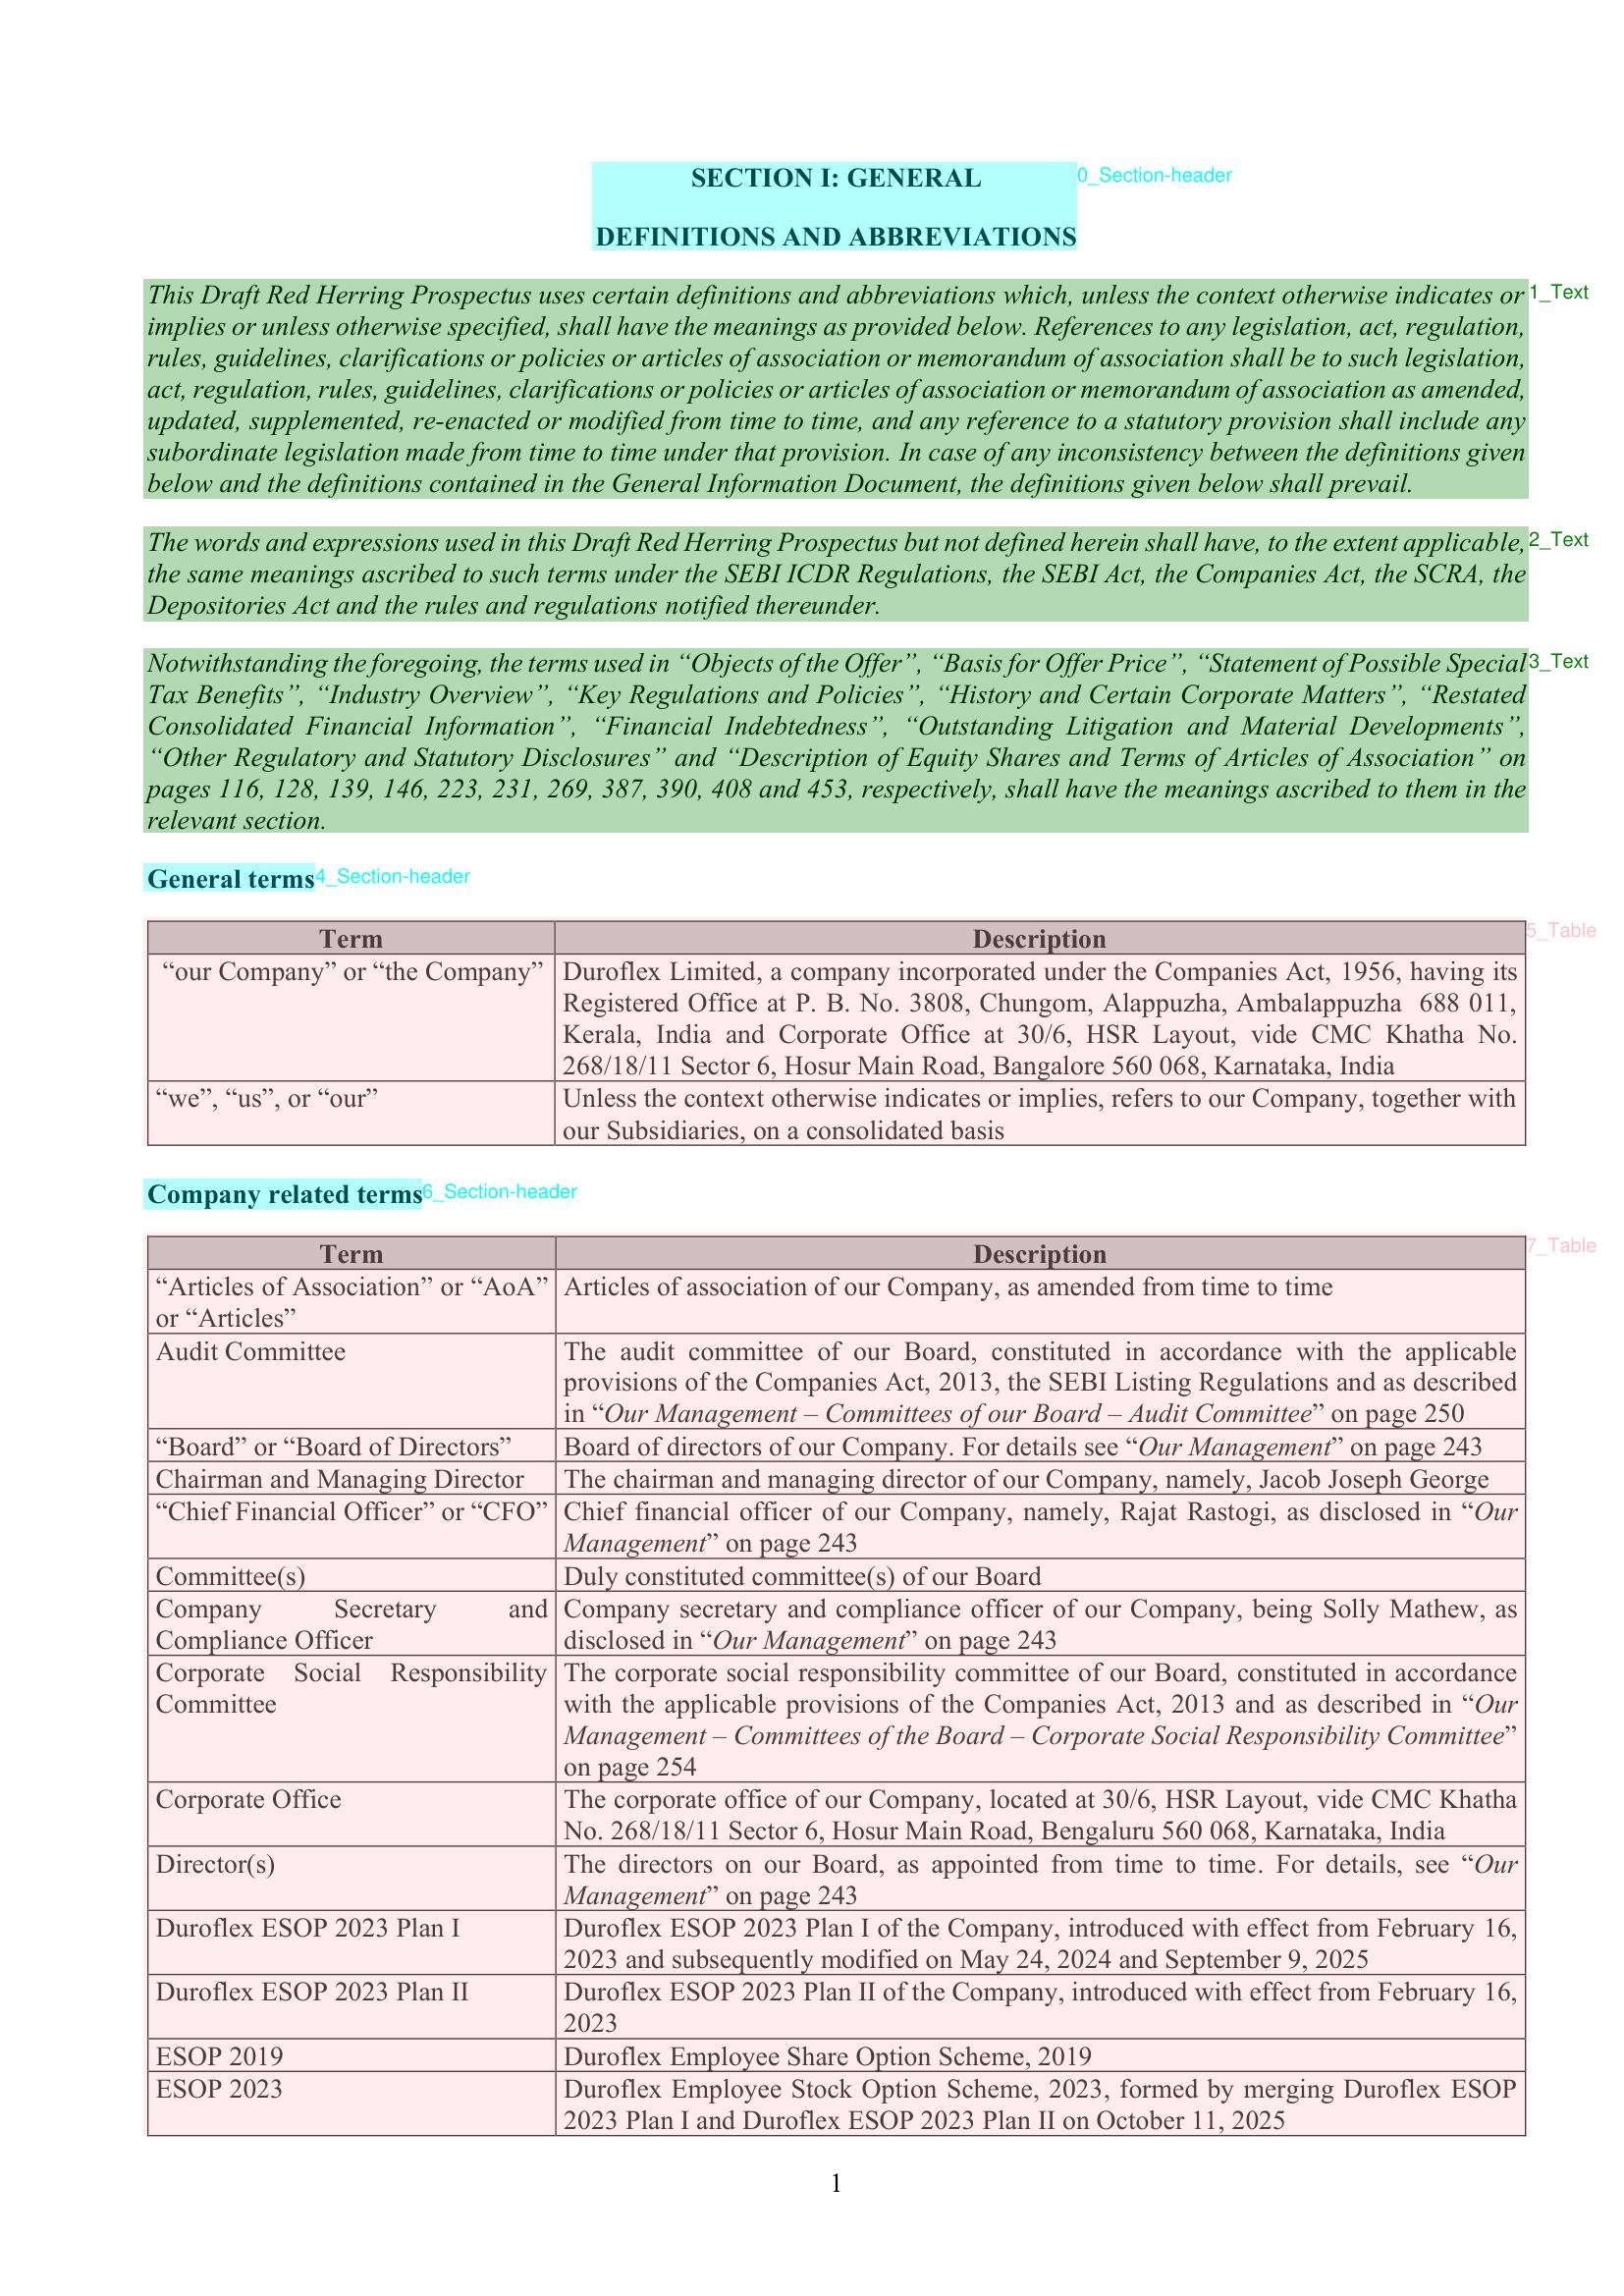 SECTION I: GENERAL
0_Section-header
DEFINITIONS AND ABBREVIATIONS
This Draft Red Herring Prospectus uses certain definitions and abbreviations which, unless the context otherwise indicates or
1_Text
implies or unless otherwise specified, shall have the meanings as provided below. References to any legislation, act, regulation,
rules, guidelines, clarifications or policies or articles of association or memorandum of association shall be to such legislation,
act, regulation, rules, guidelines, clarifications or policies or articles of association or memorandum of association as amended,
updated, supplemented, re-enacted or modified from time to time, and any reference to a statutory provision shall include any
subordinate legislation made from time to time under that provision. In case of any inconsistency between the definitions given
below and the definitions contained in the General Information Document, the definitions given below shall prevail.
The words and expressions used in this Draft Red Herring Prospectus but not defined herein shall have, to the extent applicable,
2_Text
the same meanings ascribed to such terms under the SEBI ICDR Regulations, the SEBI Act, the Companies Act, the SCRA, the
Depositories Act and the rules and regulations notified thereunder.
Notwithstanding the foregoing, the terms used in “Objects of the Offer”, “Basis for Offer Price”, “Statement of Possible Special
3_Text
Tax Benefits”, “Industry Overview”, “Key Regulations and Policies”, “History and Certain Corporate Matters”, “Restated
Consolidated Financial Information”, “Financial Indebtedness”, “Outstanding Litigation and Material Developments”,
“Other Regulatory and Statutory Disclosures” and “Description of Equity Shares and Terms of Articles of Association” on
pages 116, 128, 139, 146, 223, 231, 269, 387, 390, 408 and 453, respectively, shall have the meanings ascribed to them in the
relevant section.
General terms
4_Section-header
Term Description
5_Table
“our Company” or “the Company” Duroflex Limited, a company incorporated under the Companies Act, 1956, having its
Registered Office at P. B. No. 3808, Chungom, Alappuzha, Ambalappuzha 688 011,
Kerala, India and Corporate Office at 30/6, HSR Layout, vide CMC Khatha No.
268/18/11 Sector 6, Hosur Main Road, Bangalore 560 068, Karnataka, India
“we”, “us”, or “our” Unless the context otherwise indicates or implies, refers to our Company, together with
our Subsidiaries, on a consolidated basis
Company related terms
6_Section-header
Term Description
7_Table
“Articles of Association” or “AoA” Articles of association of our Company, as amended from time to time
or “Articles”
Audit Committee The audit committee of our Board, constituted in accordance with the applicable
provisions of the Companies Act, 2013, the SEBI Listing Regulations and as described
in “Our Management – Committees of our Board – Audit Committee” on page 250
“Board” or “Board of Directors” Board of directors of our Company. For details see “Our Management” on page 243
Chairman and Managing Director The chairman and managing director of our Company, namely, Jacob Joseph George
“Chief Financial Officer” or “CFO” Chief financial officer of our Company, namely, Rajat Rastogi, as disclosed in “Our
Management” on page 243
Committee(s) Duly constituted committee(s) of our Board
Company Secretary and Company secretary and compliance officer of our Company, being Solly Mathew, as
Compliance Officer disclosed in “Our Management” on page 243
Corporate Social Responsibility The corporate social responsibility committee of our Board, constituted in accordance
Committee with the applicable provisions of the Companies Act, 2013 and as described in “Our
Management – Committees of the Board – Corporate Social Responsibility Committee”
on page 254
Corporate Office The corporate office of our Company, located at 30/6, HSR Layout, vide CMC Khatha
No. 268/18/11 Sector 6, Hosur Main Road, Bengaluru 560 068, Karnataka, India
Director(s) The directors on our Board, as appointed from time to time. For details, see “Our
Management” on page 243
Duroflex ESOP 2023 Plan I Duroflex ESOP 2023 Plan I of the Company, introduced with effect from February 16,
2023 and subsequently modified on May 24, 2024 and September 9, 2025
Duroflex ESOP 2023 Plan II Duroflex ESOP 2023 Plan II of the Company, introduced with effect from February 16,
2023
ESOP 2019 Duroflex Employee Share Option Scheme, 2019
ESOP 2023 Duroflex Employee Stock Option Scheme, 2023, formed by merging Duroflex ESOP
2023 Plan I and Duroflex ESOP 2023 Plan II on October 11, 2025
1